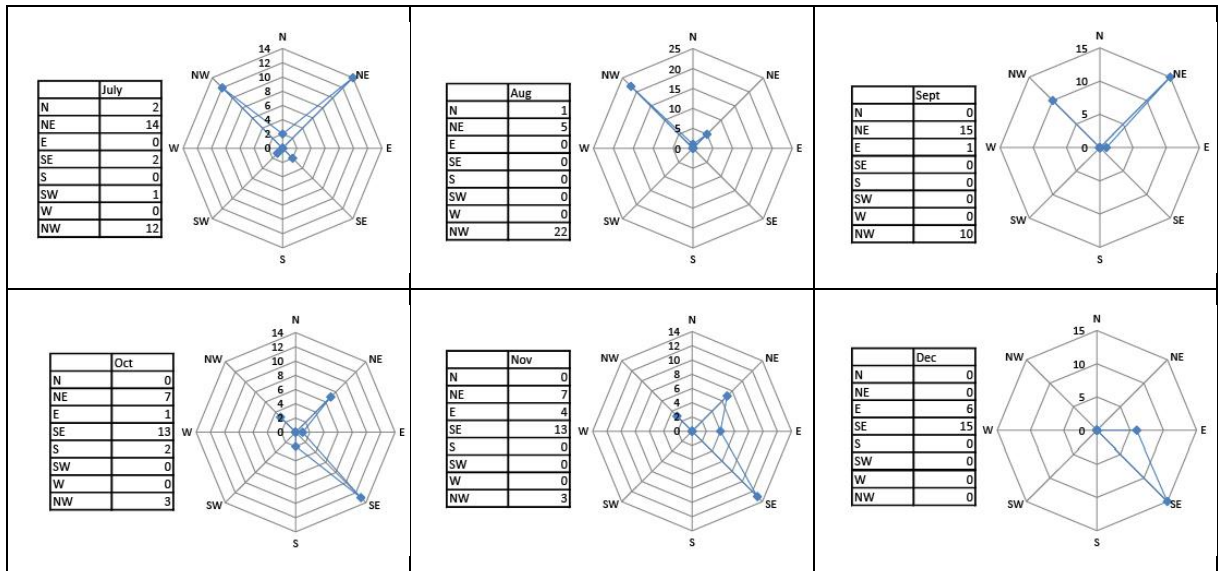 July
N 2
NE 14
E 0
SE 2
S 0
SW 1
W 0
NW 12
N
14
12
10
8
6
4
2
0
NW
NE
W
E
SW
SE
S
Aug
N 1
NE 5
E 0
SE 0
S 0
SW 0
W 0
NW 22
N
25
20
15
10
5
0
NW
NE
W
E
SW
SE
S
Sept
N 0
NE 15
E 1
SE 0
S 0
SW 0
W 0
NW 10
N
15
10
5
0
NW
NE
W
E
SW
SE
S
Oct
N 0
NE 7
E 1
SE 13
S 2
SW 0
W 0
NW 3
N
14
12
10
8
6
4
2
0
NW
NE
W
E
SW
SE
S
Nov
N 0
NE 7
E 4
SE 13
S 0
SW 0
W 0
NW 3
N
14
12
10
8
6
4
2
0
NW
NE
W
E
SW
SE
S
Dec
N 0
NE 0
E 6
SE 15
S 0
SW 0
W 0
NW 0
N
15
10
5
0
NW
NE
W
E
SW
SE
S